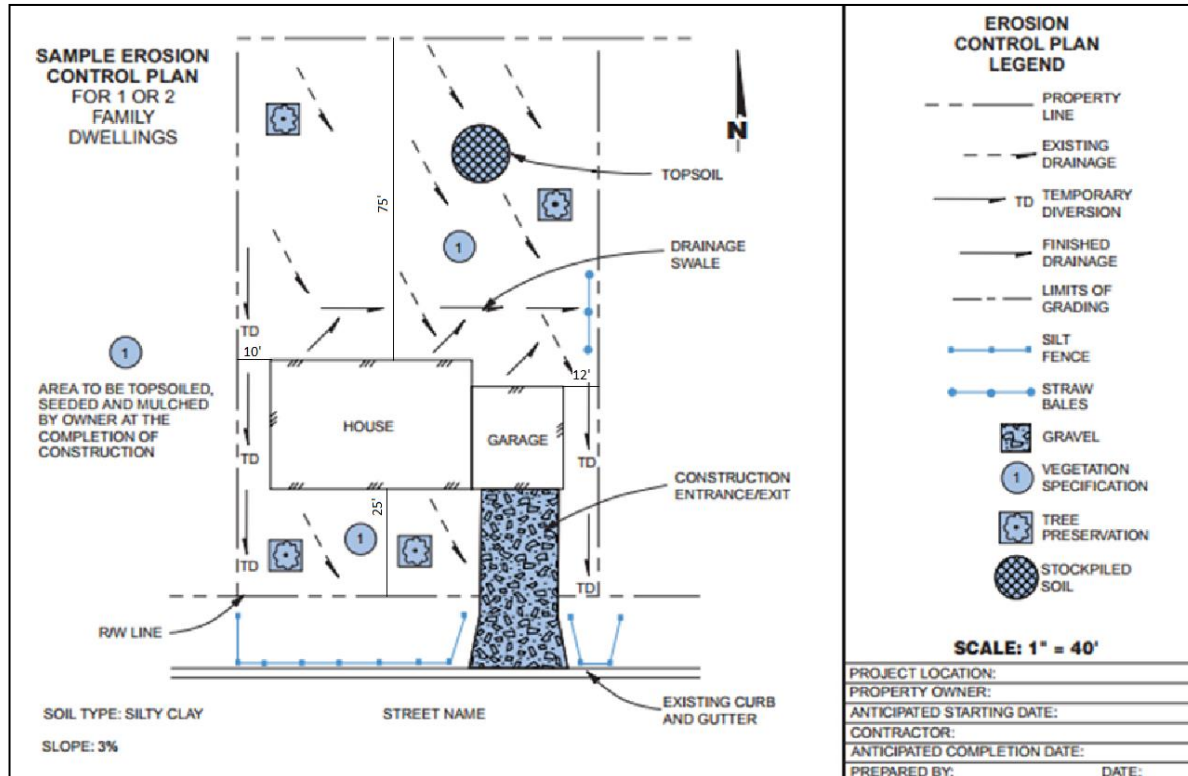 SAMPLE EROSION
CONTROL PLAN
FOR 1 OR 2
FAMILY
DWELLINGS
75'
N
TOPSOIL
1
DRAINAGE
SWALE
TD
10'
12'
1
AREA TO BE TOPSOILED,
SEEDED AND MULCHED
BY OWNER AT THE
COMPLETION OF
CONSTRUCTION
HOUSE
GARAGE
TD
TD
CONSTRUCTION
ENTRANCE/EXIT
25'
1
TD
TD
R/W LINE
EXISTING CURB
AND GUTTER
SOIL TYPE: SILTY CLAY
STREET NAME
SLOPE: 3%
EROSION
CONTROL PLAN
LEGEND
PROPERTY
LINE
EXISTING
DRAINAGE
TD TEMPORARY
DIVERSION
FINISHED
DRAINAGE
LIMITS OF
GRADING
SILT
FENCE
STRAW
BALES
GRAVEL
1 VEGETATION
SPECIFICATION
TREE
PRESERVATION
STOCKPILED
SOIL
SCALE: 1" = 40'
PROJECT LOCATION:
PROPERTY OWNER:
ANTICIPATED STARTING DATE:
CONTRACTOR:
ANTICIPATED COMPLETION DATE:
PREPARED BY: DATE: